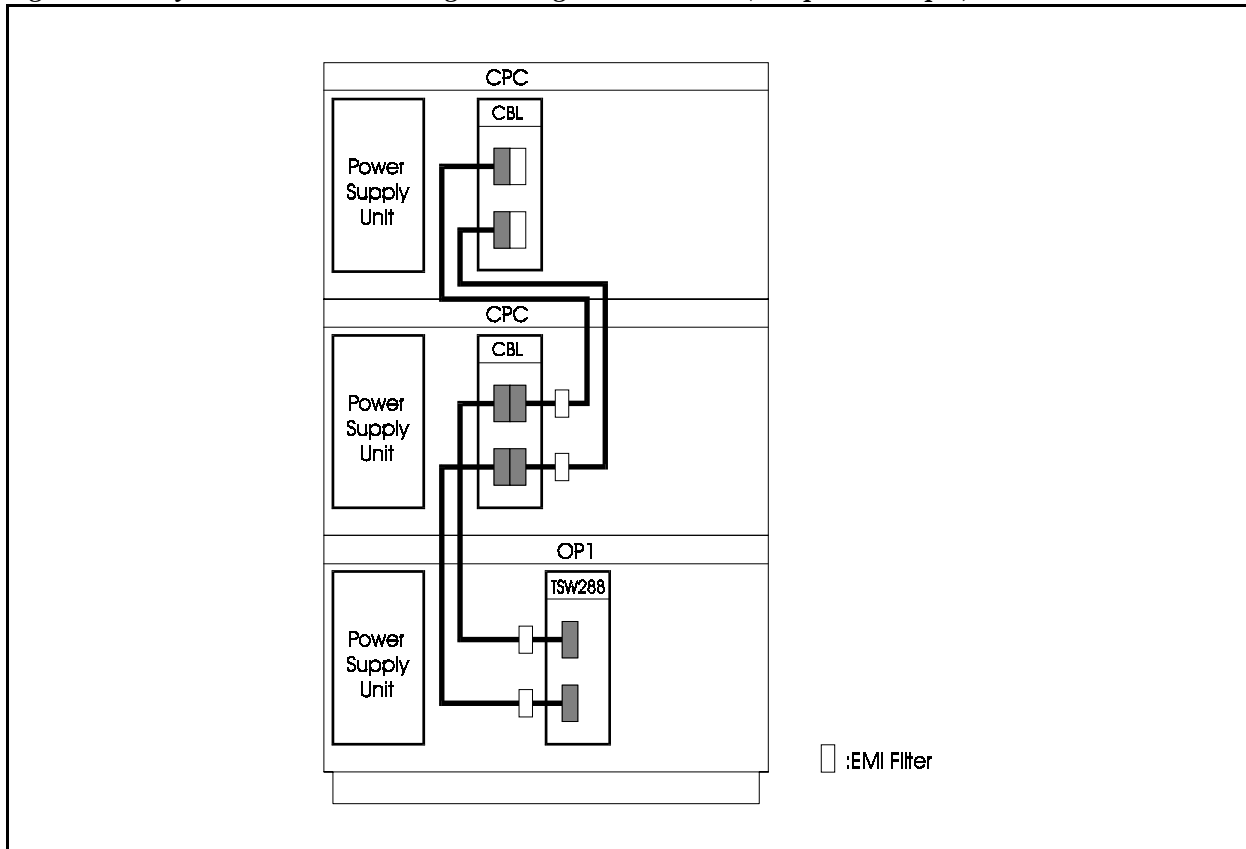 CPC
CBL
Power
Supply
Unit
CPC
CBL
Power
Supply
Unit
OP1
TSW288
Power
Supply
Unit
:EMI Filter